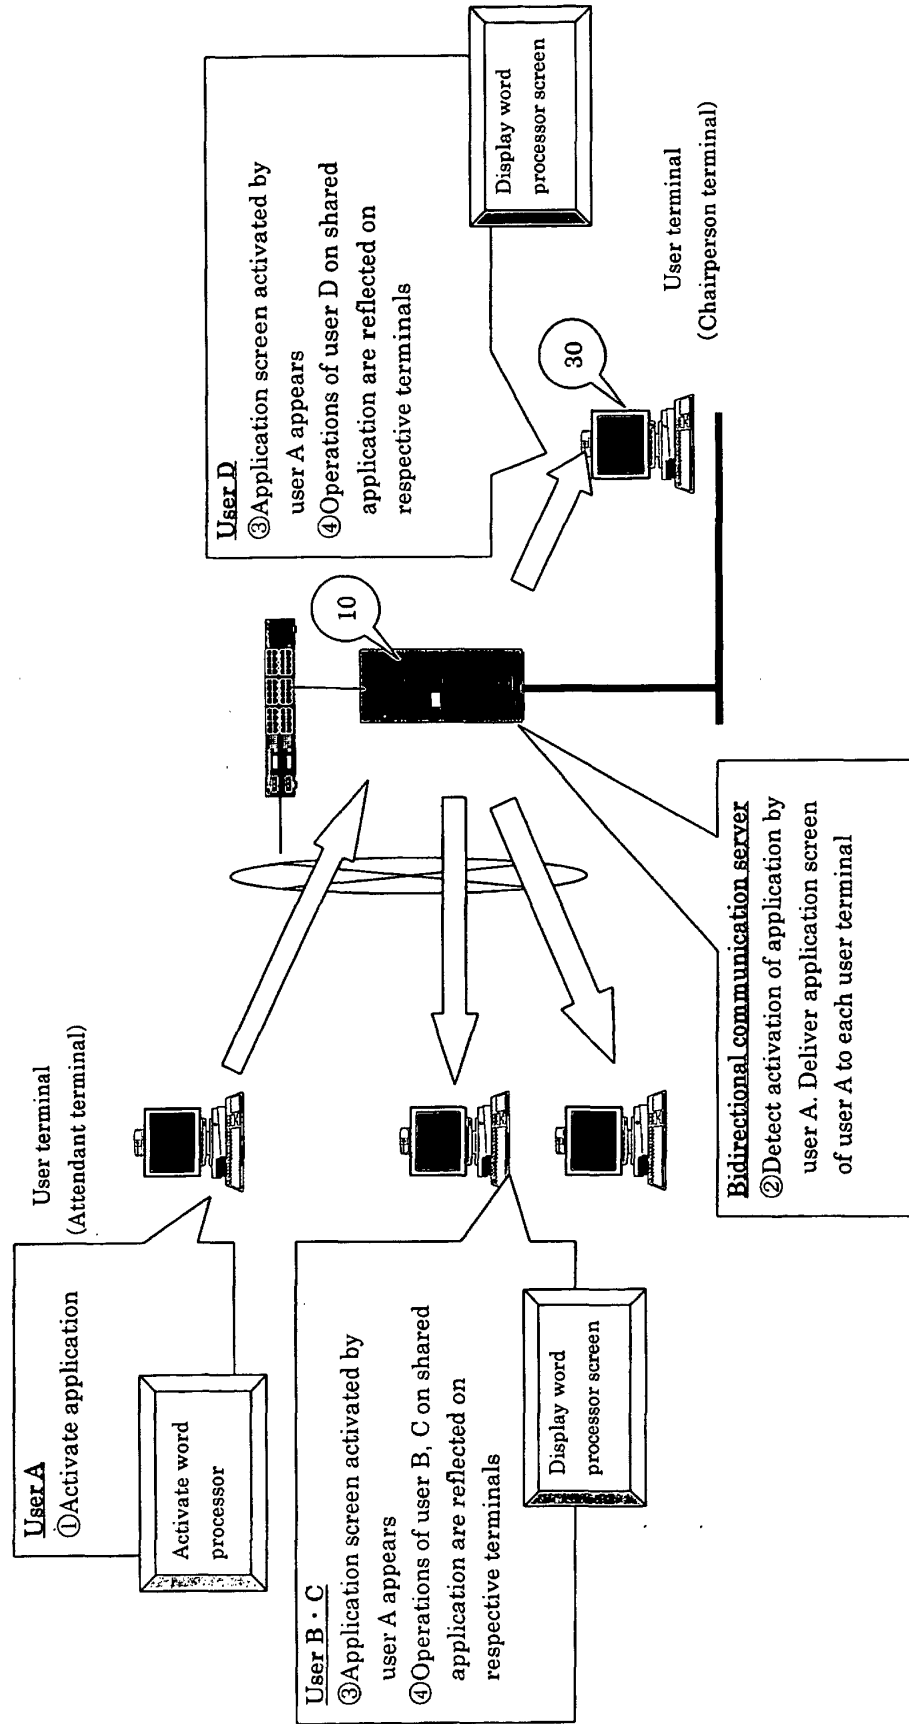 User terminal
(Attendant terminal)
User A
①Activate application
Activate word
processor
User B · C
③Application screen activated by
user A appears
④Operations of user B, C on shared
application are reflected on
respective terminals
Display word
processor screen
Bidirectional communication server
②Detect activation of application by
user A. Deliver application screen
of user A to each user terminal
10
User D
③Application screen activated by
user A appears
④Operations of user D on shared
application are reflected on
respective terminals
Display word
processor screen
30
User terminal
(Chairperson terminal)